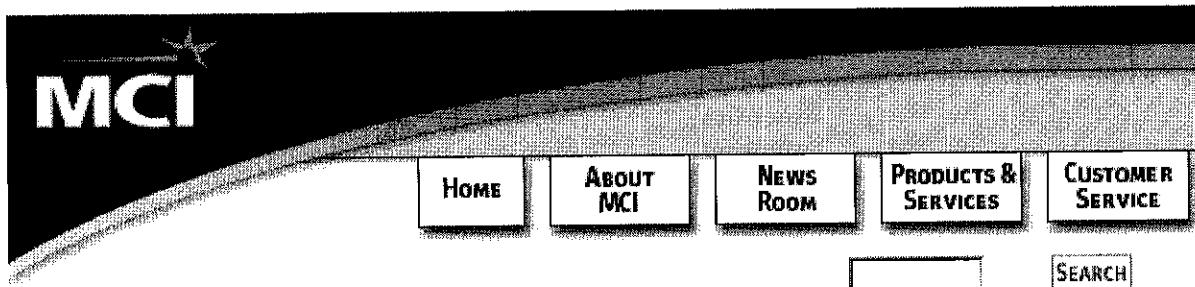 MCI
HOME
ABOUT
MCI
NEWS
ROOM
PRODUCTS &
SERVICES
CUSTOMER
SERVICE
SEARCH